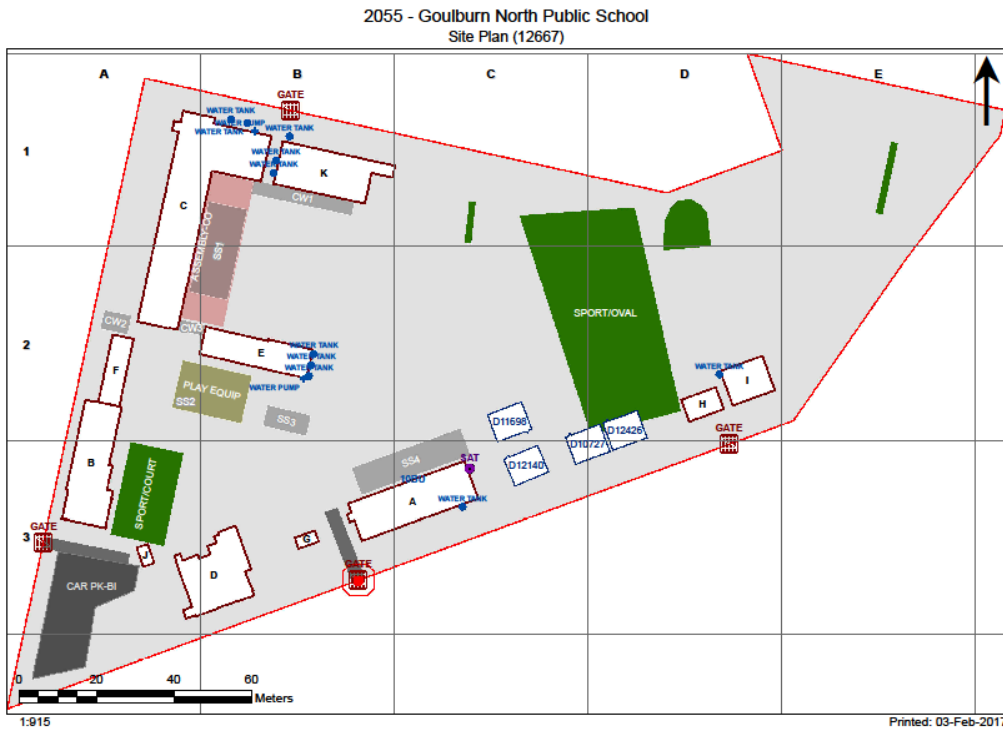 2055 - Goulburn North Public School
Site Plan (12667)
A
B
C
D
E
GATE
WATER TANK
WATER PUMP
WATER TANK
WATER TANK
1
WATER TANK
WATER TANK
K
CW1
C
ASSEMBLY-CO
SS1
SPORT/OVAL
CW2
CW3
2
E
WATER TANK
WATER TANK
WATER TANK
WATER PUMP
F
PLAY EQUIP
SS2
SS3
WATER TANK
I
H
D11698
D12426
D10727
GATE
B
SS4
SAT
D12140
10BD
SPORT/COURT
A
WATER TANK
GATE
3
G
J
D
GATE
CAR PK-BI
0
20
40
60
Meters
1:915
Printed: 03-Feb-2017